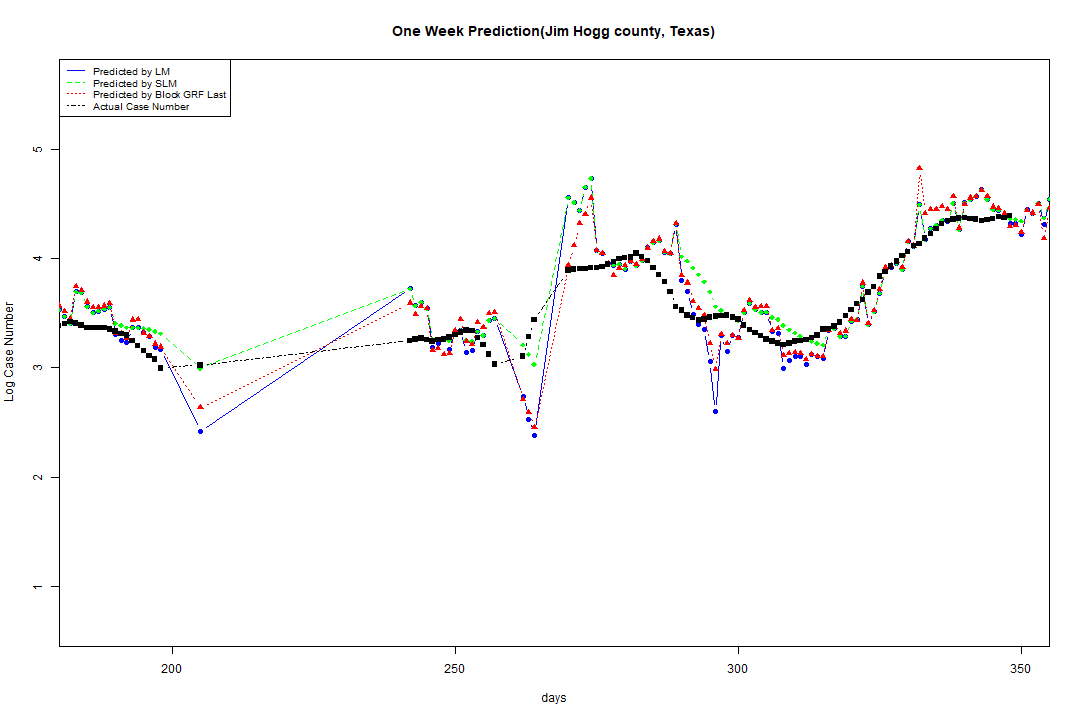 One Week Prediction(Jim Hogg county, Texas)
Predicted by LM
Predicted by SLM
Predicted by Block GRF Last
Actual Case Number
Log Case Number
5
4
3
2
1
200
250
300
350
days